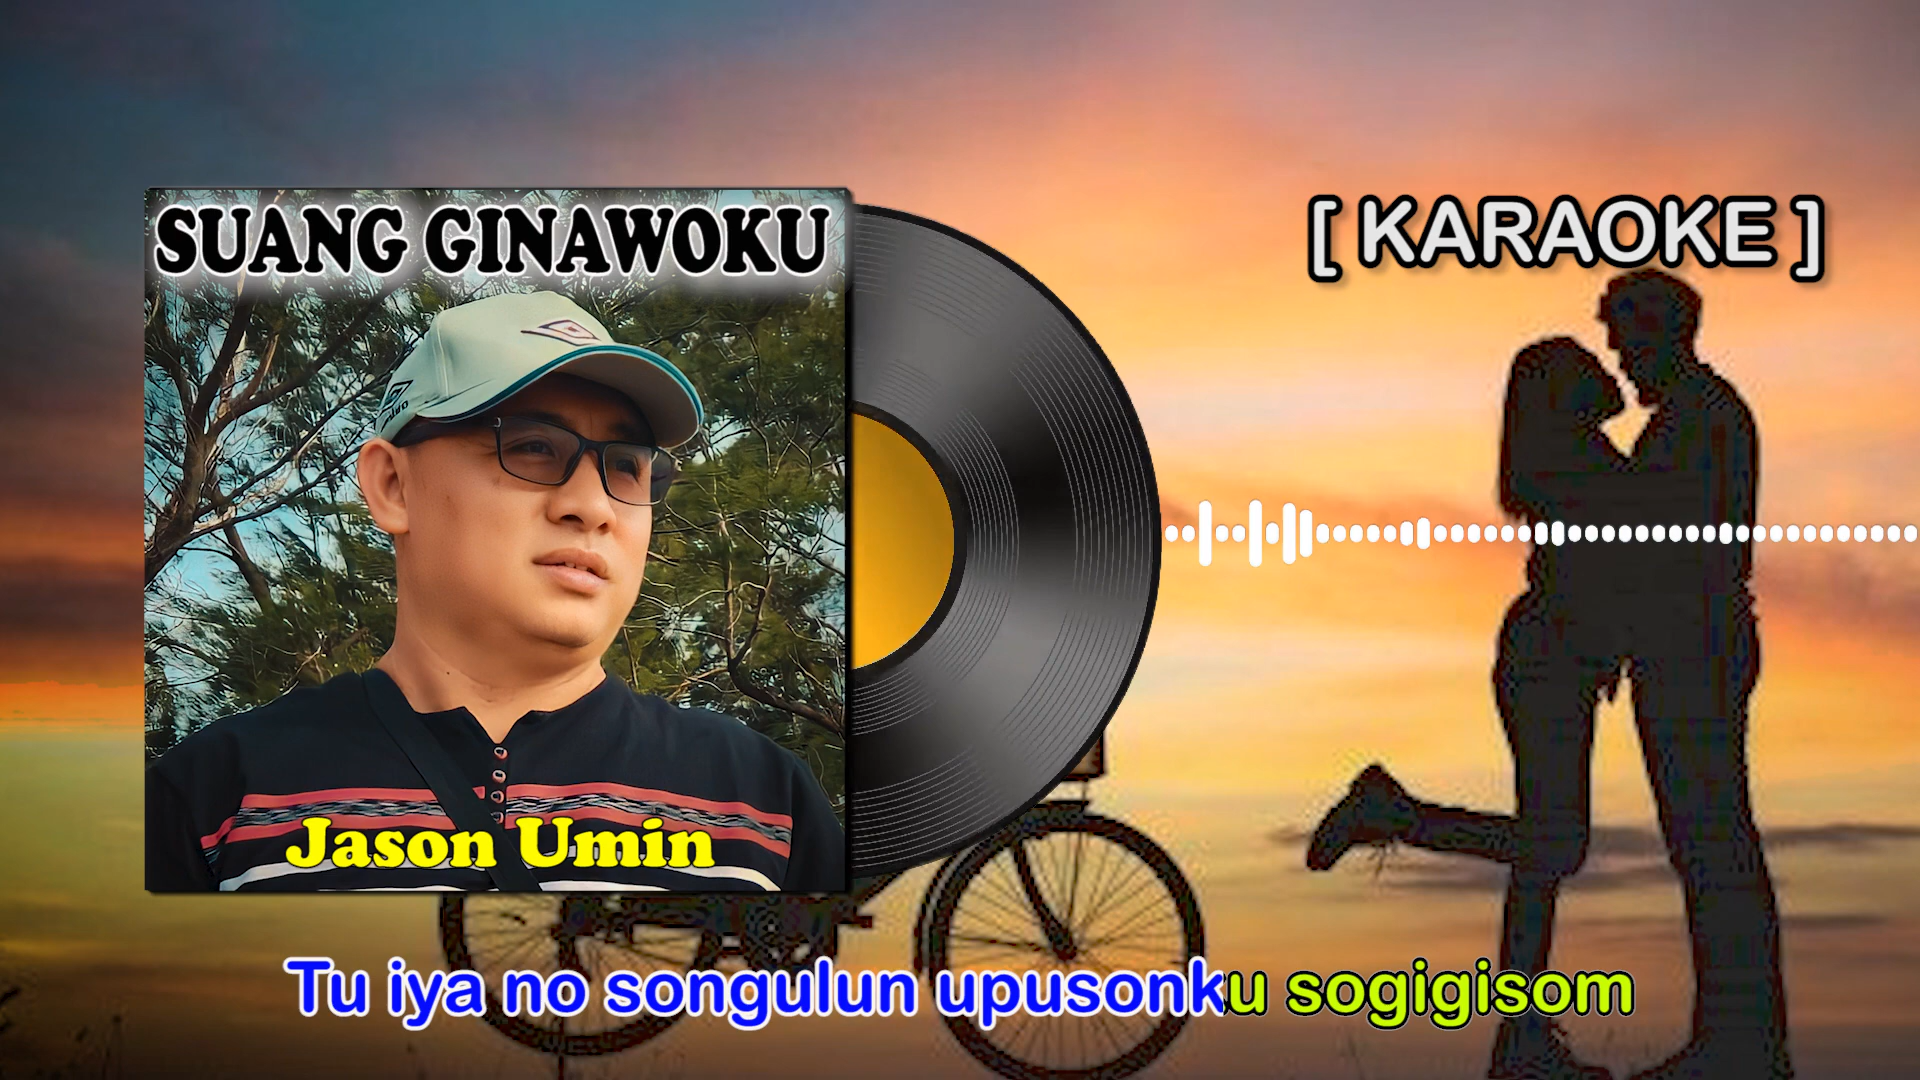 SUANG GINAWOKU
[ KARAOKE ]
Jason Umin
Tu iya no songulun upusonku sogigisom